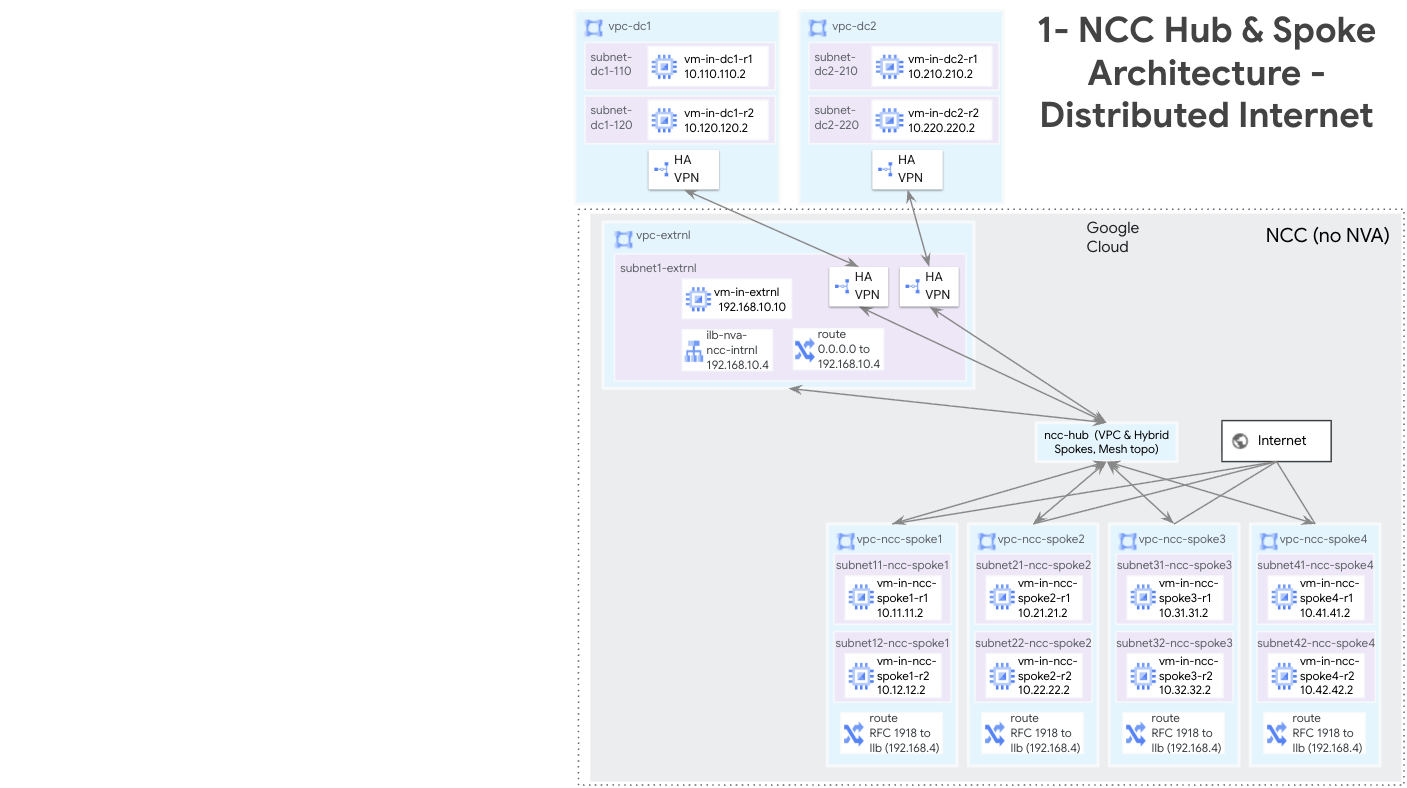 1- NCC Hub & Spoke
Architecture -
Distributed Internet
vpc-dc1
subnet-
dc1-110
vm-in-dc1-r1
10.110.110.2
subnet-
dc1-120
vm-in-dc1-r2
10.120.120.2
HA
VPN
vpc-dc2
subnet-
dc2-210
vm-in-dc2-r1
10.210.210.2
subnet-
dc2-220
vm-in-dc2-r2
10.220.220.2
HA
VPN
Google
Cloud
NCC (no NVA)
vpc-extrnl
subnet1-extrnl
vm-in-extrnl
192.168.10.10
HA
VPN
HA
VPN
ilb-nva-
ncc-intrnl
192.168.10.4
route
0.0.0.0 to
192.168.10.4
ncc-hub (VPC & Hybrid
Spokes, Mesh topo)
Internet
vpc-ncc-spoke1
subnet11-ncc-spoke1
vm-in-ncc-
spoke1-r1
10.11.11.2
subnet12-ncc-spoke1
vm-in-ncc-
spoke1-r2
10.12.12.2
route
RFC 1918 to
Ilb (192.168.4)
vpc-ncc-spoke2
subnet21-ncc-spoke2
vm-in-ncc-
spoke2-r1
10.21.21.2
subnet22-ncc-spoke2
vm-in-ncc-
spoke2-r2
10.22.22.2
route
RFC 1918 to
Ilb (192.168.4)
vpc-ncc-spoke3
subnet31-ncc-spoke3
vm-in-ncc-
spoke3-r1
10.31.31.2
subnet32-ncc-spoke3
vm-in-ncc-
spoke3-r2
10.32.32.2
route
RFC 1918 to
Ilb (192.168.4)
vpc-ncc-spoke4
subnet41-ncc-spoke4
vm-in-ncc-
spoke4-r1
10.41.41.2
subnet42-ncc-spoke4
vm-in-ncc-
spoke4-r2
10.42.42.2
route
RFC 1918 to
Ilb (192.168.4)